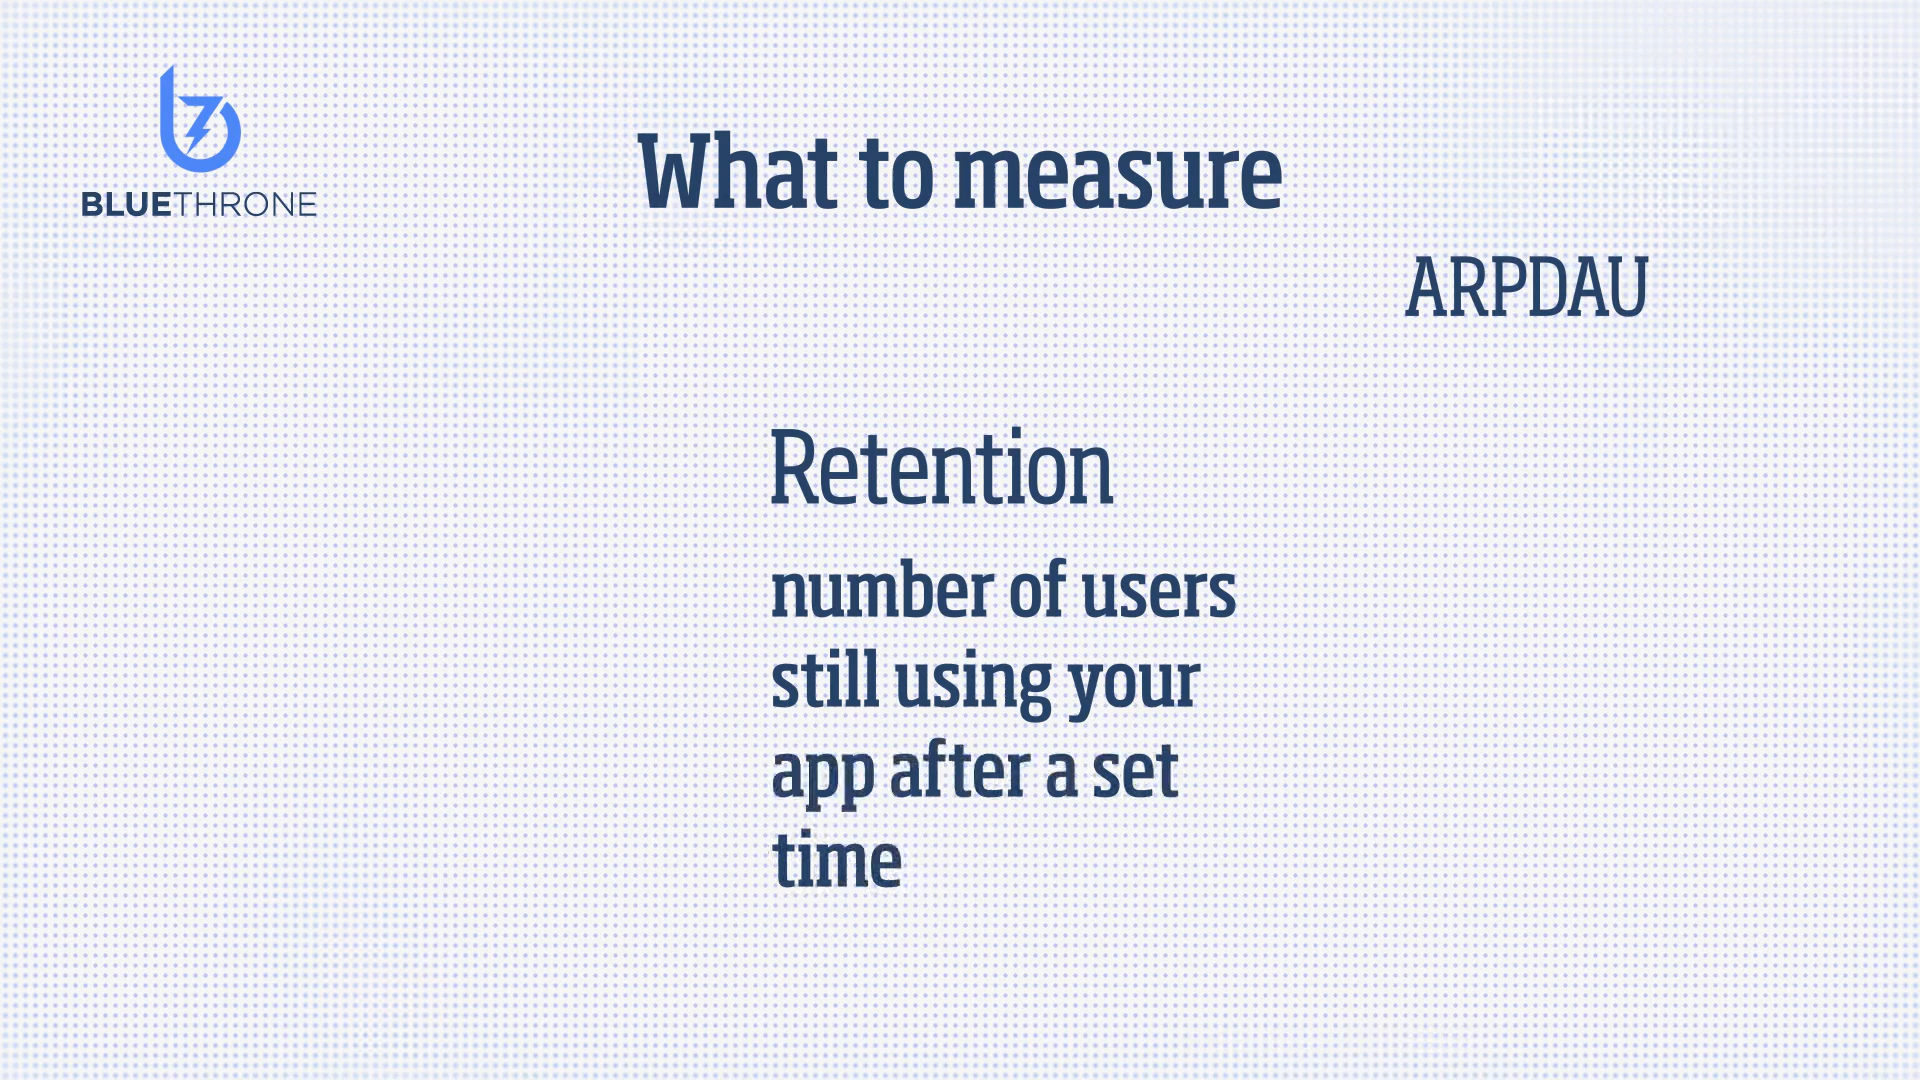 BLUETHRONE
What to measure
ARPDAU
Retention
number of users
still using your
app after a set
time